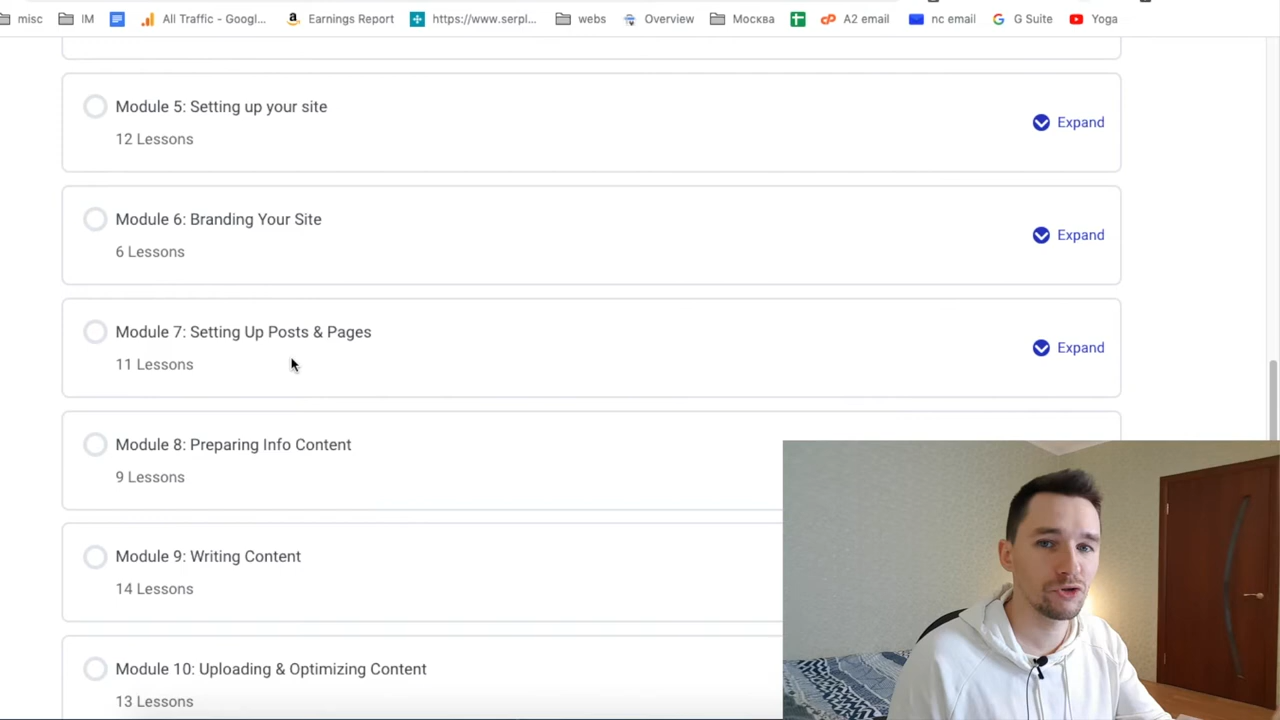 misc IM All Traffic - Googl... Earnings Report https://www.serpl... webs Overview Москва A2 email nc email G Suite Yoga
Module 5: Setting up your site
12 Lessons
Expand
Module 6: Branding Your Site
6 Lessons
Expand
Module 7: Setting Up Posts & Pages
11 Lessons
Expand
Module 8: Preparing Info Content
9 Lessons
Module 9: Writing Content
14 Lessons
Module 10: Uploading & Optimizing Content
13 Lessons